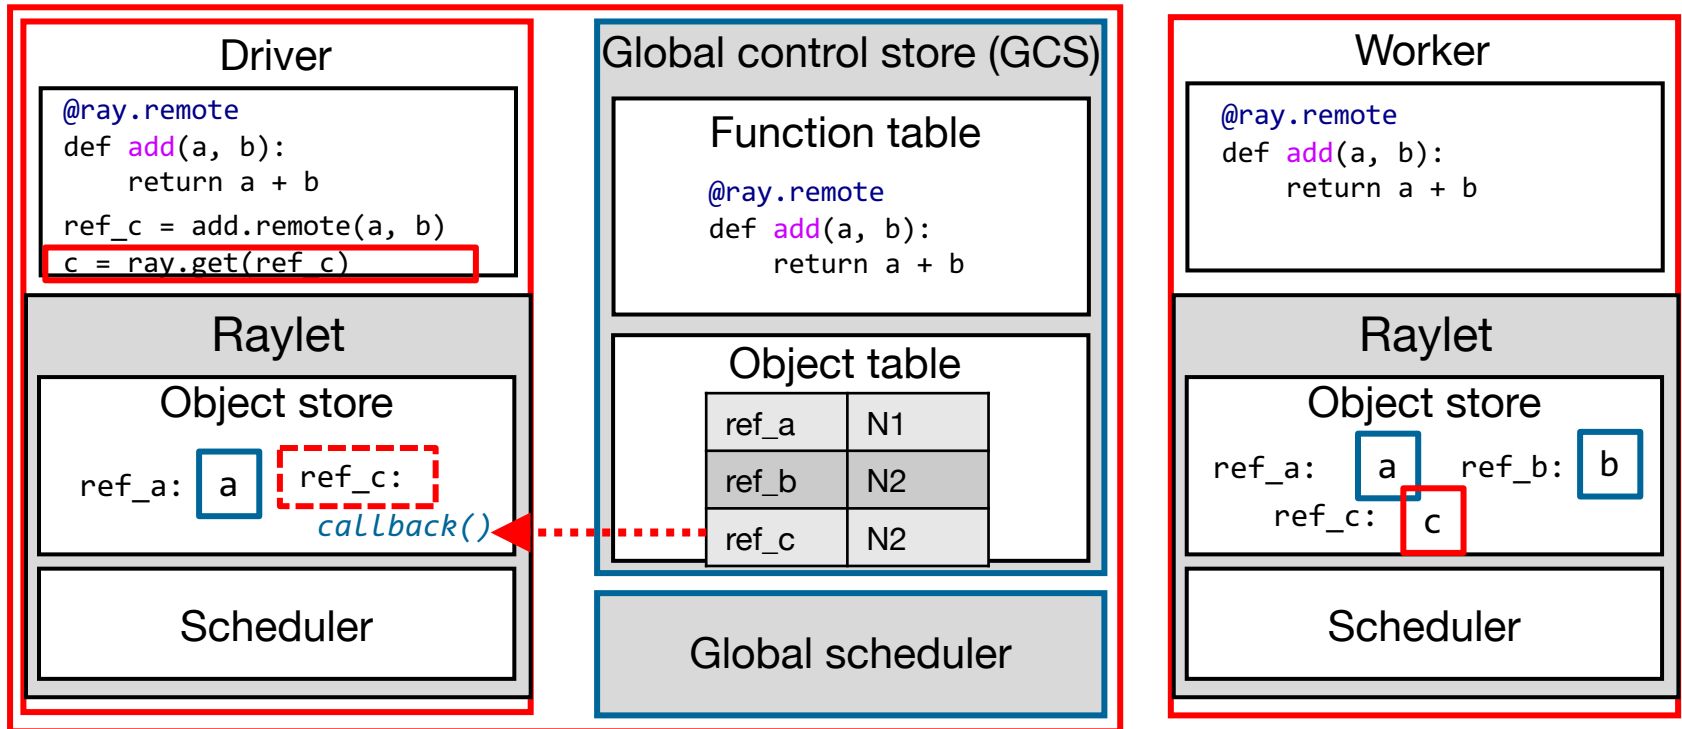 Driver
@ray.remote
def add(a, b):
    return a + b
ref_c = add.remote(a, b)
c = ray.get(ref_c)
Raylet
Object store
ref_a: a ref_c:
callback()
Scheduler
Global control store (GCS)
Function table
@ray.remote
def add(a, b):
    return a + b
Object table
ref_a N1
ref_b N2
ref_c N2
Global scheduler
Worker
@ray.remote
def add(a, b):
    return a + b
Raylet
Object store
ref_a: a ref_b: b
ref_c: c
Scheduler